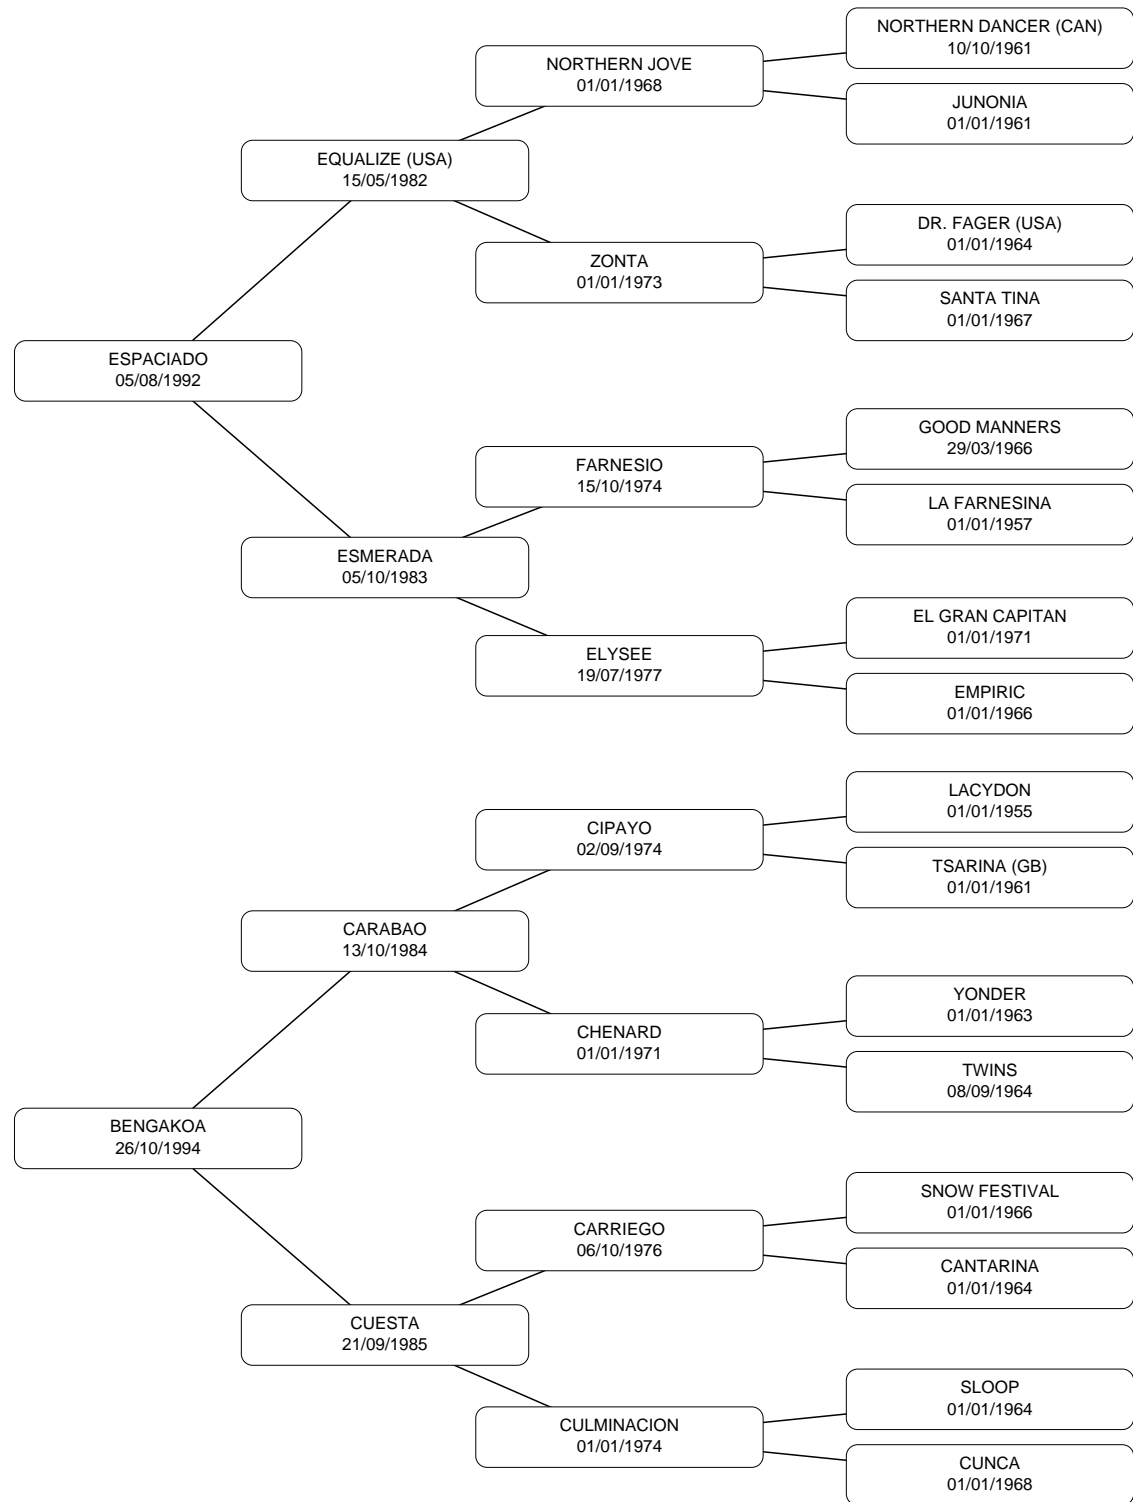 NORTHERN DANCER (CAN)
10/10/1961
NORTHERN JOVE
01/01/1968
JUNONIA
01/01/1961
EQUALIZE (USA)
15/05/1982
DR. FAGER (USA)
01/01/1964
ZONTA
01/01/1973
SANTA TINA
01/01/1967
ESPACIADO
05/08/1992
GOOD MANNERS
29/03/1966
FARNESIO
15/10/1974
LA FARNESINA
01/01/1957
ESMERADA
05/10/1983
EL GRAN CAPITAN
01/01/1971
ELYSEE
19/07/1977
EMPIRIC
01/01/1966
LACYDON
01/01/1955
CIPAYO
02/09/1974
TSARINA (GB)
01/01/1961
CARABAO
13/10/1984
YONDER
01/01/1963
CHENARD
01/01/1971
TWINS
08/09/1964
BENGAKOA
26/10/1994
SNOW FESTIVAL
01/01/1966
CARRIEGO
06/10/1976
CANTARINA
01/01/1964
CUESTA
21/09/1985
SLOOP
01/01/1964
CULMINACION
01/01/1974
CUNCA
01/01/1968